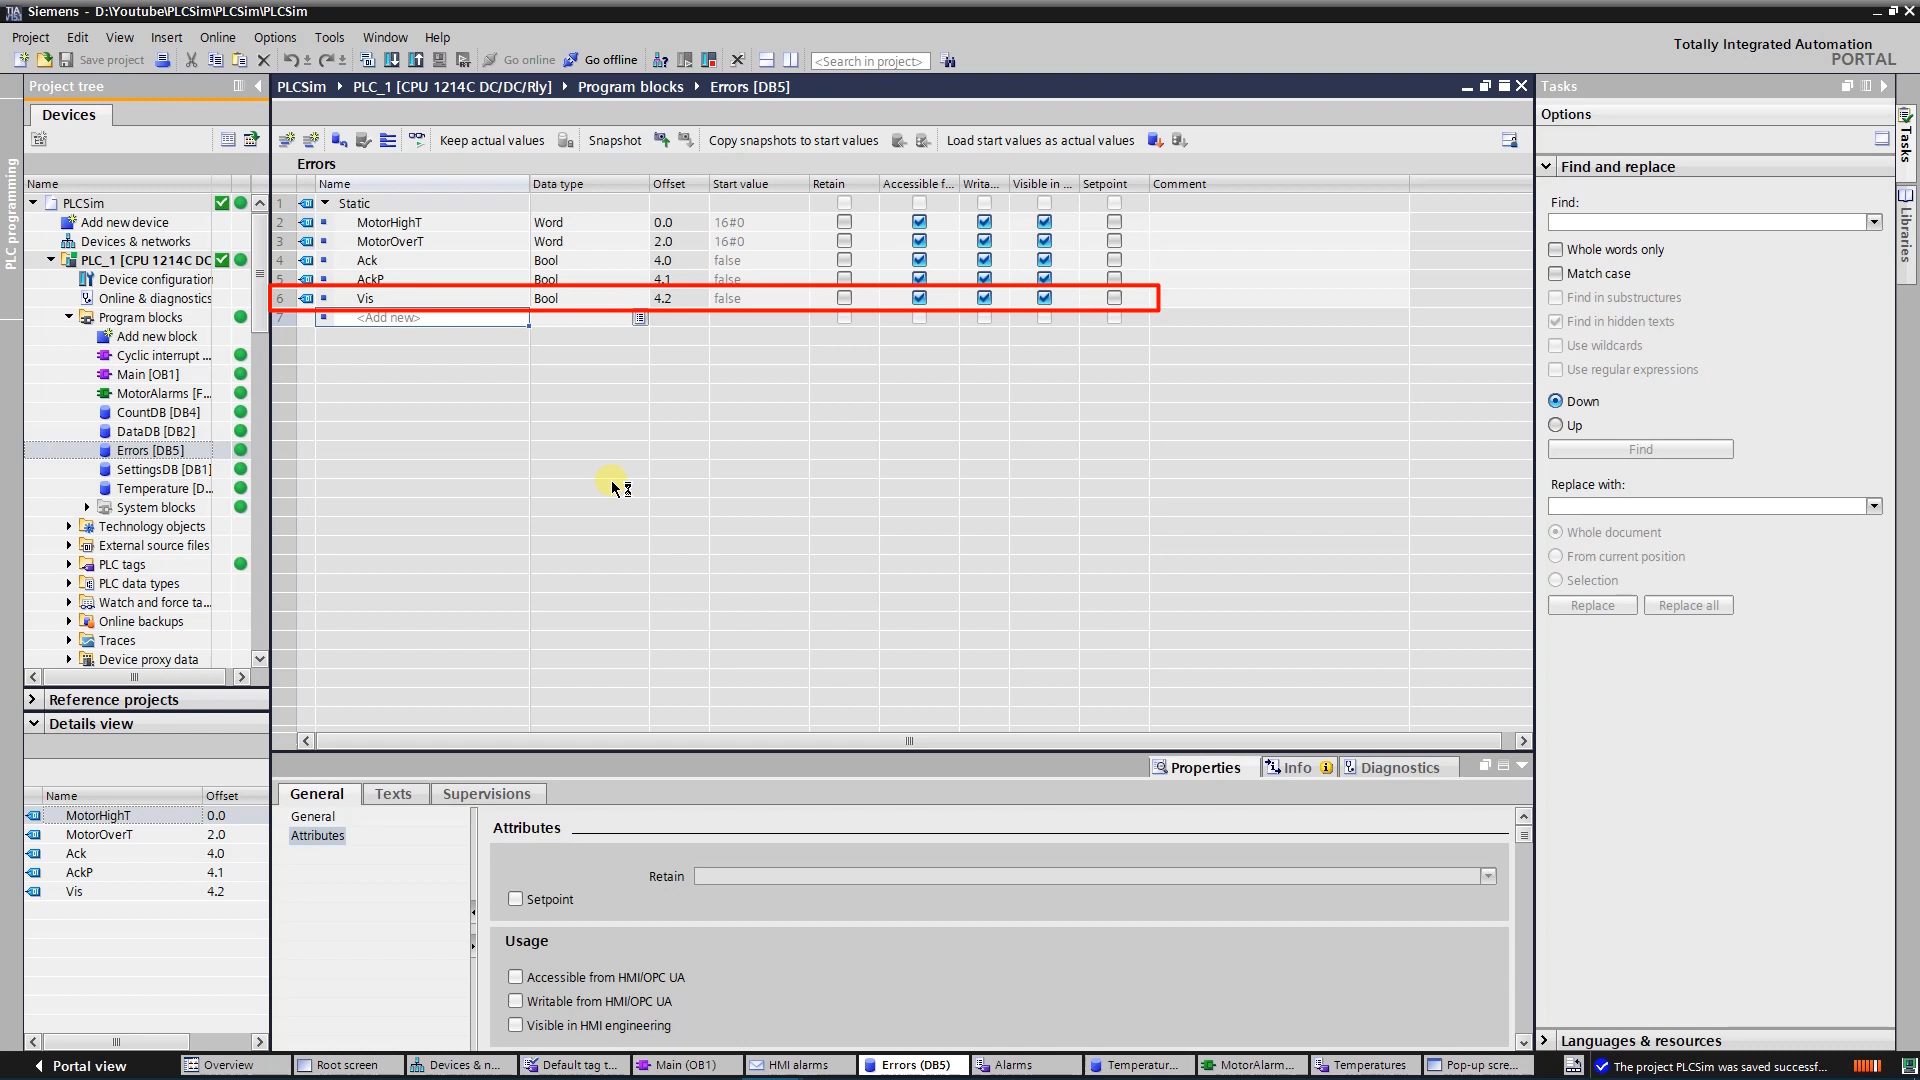 Siemens - D:\Youtube\PLCSim\PLCSim\PLCSim
Project Edit View Insert Online Options Tools Window Help
Totally Integrated Automation
PORTAL
Save project
Go online
Go offline
<Search in project>
Project tree
PLCSim PLC_1 [CPU 1214C DC/DC/Rly] Program blocks Errors [DB5]
Tasks
Devices
Options
Keep actual values Snapshot Copy snapshots to start values Load start values as actual values
Errors
Find and replace
Name
Name Data type Offset Start value Retain Accessible f... Writa... Visible in ... Setpoint Comment
1 Static
2 MotorHighT Word 0.0 16#0
3 MotorOverT Word 2.0 16#0
4 Ack Bool 4.0 false
5 AckP Bool 4.1 false
6 Vis Bool 4.2 false
7 <Add new>
PLC programming
PLCSim
Add new device
Devices & networks
PLC_1 [CPU 1214C DC
Device configuration
Online & diagnostics
Program blocks
Add new block
Cyclic interrupt ...
Main [OB1]
MotorAlarms [F...
CountDB [DB4]
DataDB [DB2]
Errors [DB5]
SettingsDB [DB1]
Temperature [D...
System blocks
Technology objects
External source files
PLC tags
PLC data types
Watch and force ta...
Online backups
Traces
Device proxy data
Reference projects
Details view
Name Offset
MotorHighT 0.0
MotorOverT 2.0
Ack 4.0
AckP 4.1
Vis 4.2
Find:
Whole words only
Match case
Find in substructures
Find in hidden texts
Use wildcards
Use regular expressions
Down
Up
Find
Replace with:
Whole document
From current position
Selection
Replace
Replace all
Tasks
Libraries
Properties Info Diagnostics
General Texts Supervisions
General
Attributes
Attributes
Retain
Setpoint
Usage
Accessible from HMI/OPC UA
Writable from HMI/OPC UA
Visible in HMI engineering
Languages & resources
Portal view
Overview
Root screen
Devices & n...
Default tag t...
Main (OB1)
HMI alarms
Errors (DB5)
Alarms
Temperatur...
MotorAlarm...
Temperatures
Pop-up scre...
The project PLCSim was saved successf...